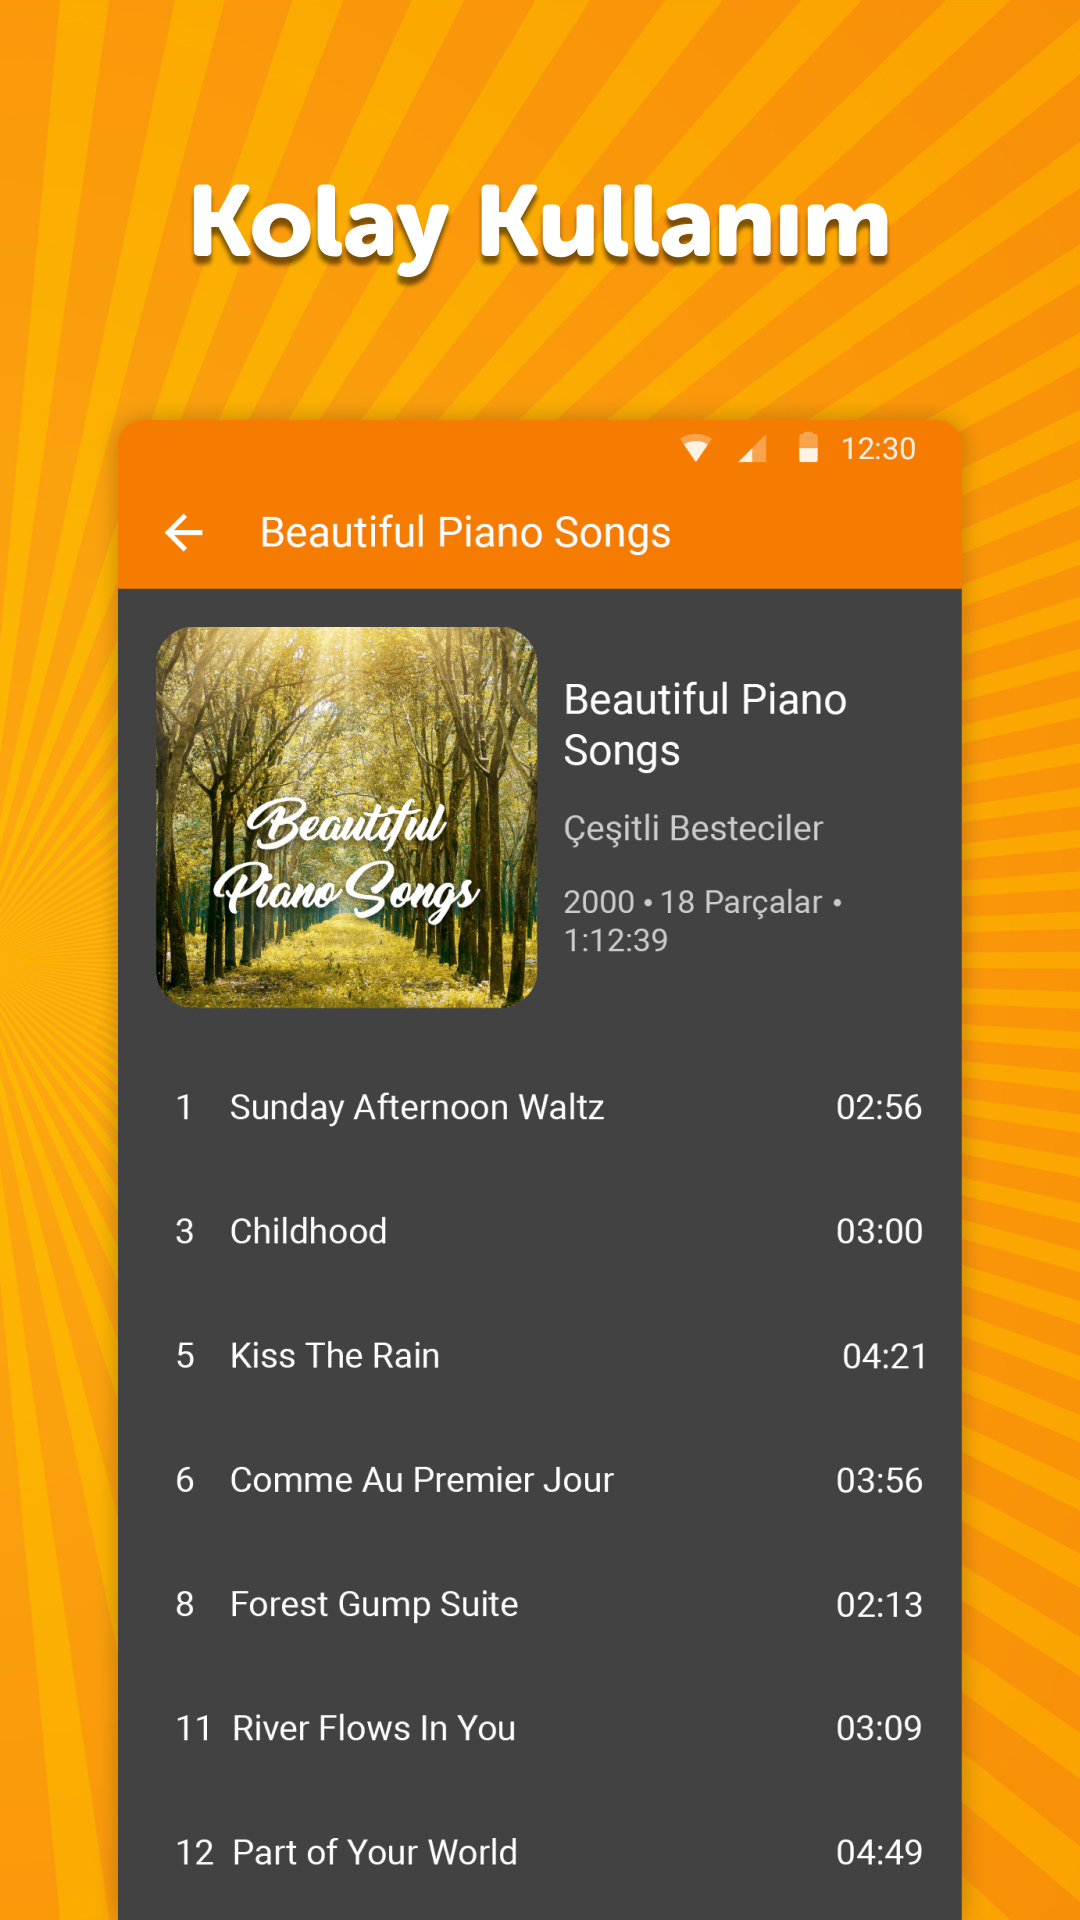 Kolay Kullanım
12:30
Beautiful Piano Songs
Beautiful
Piano Songs
Beautiful Piano
Songs
Çeşitli Besteciler
2000 • 18 Parçalar •
1:12:39
1 Sunday Afternoon Waltz 02:56
3 Childhood 03:00
5 Kiss The Rain 04:21
6 Comme Au Premier Jour 03:56
8 Forest Gump Suite 02:13
11 River Flows In You 03:09
12 Part of Your World 04:49